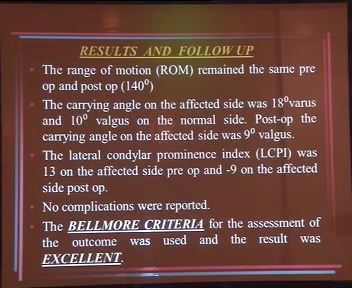 RESULTS AND FOLLOW UP
The range of motion (ROM) remained the same pre
op and post op (140⁰)
The carrying angle on the affected side was 18⁰varus
and 10⁰ valgus on the normal side. Post-op the
carrying angle on the affected side was 9⁰ valgus.
The lateral condylar prominence index (LCPI) was
13 on the affected side pre op and -9 on the affected
side post op.
No complications were reported.
The BELLMORE CRITERIA for the assessment of
the outcome was used and the result was
EXCELLENT.